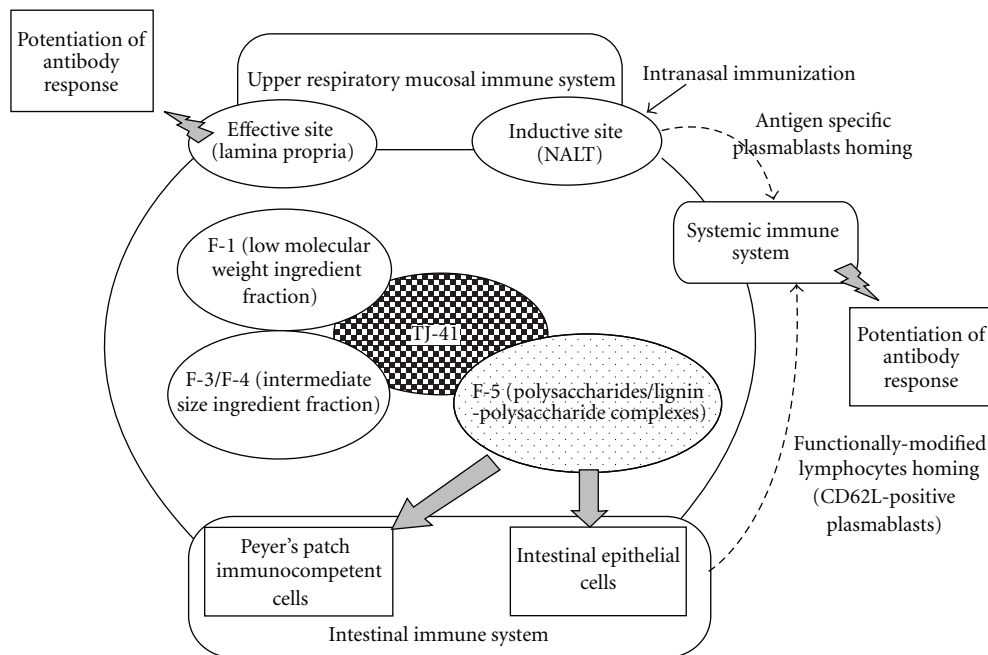 Potentiation of
antibody
response
Upper respiratory mucosal immune system
Intranasal immunization
Effective site
(lamina propria)
Inductive site
(NALT)
Antigen specific
plasmablasts homing
Systemic immune
system
F-1 (low molecular
weight ingredient
fraction)
TJ-41
Potentiation of
antibody
response
F-3/F-4 (intermediate
size ingredient fraction)
F-5 (polysaccharides/lignin
-polysaccharide complexes)
Functionally-modified
lymphocytes homing
(CD62L-positive
plasmablasts)
Peyer's patch
immunocompetent
cells
Intestinal epithelial
cells
Intestinal immune system